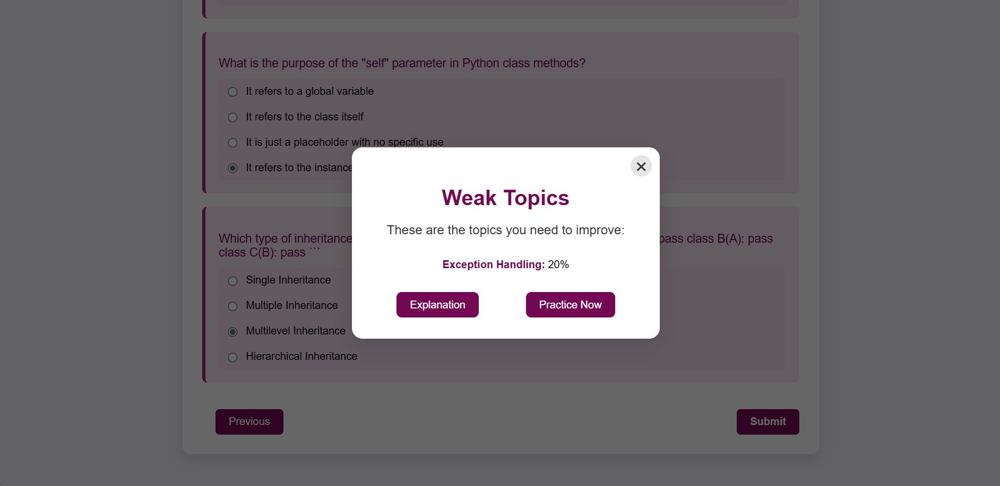 What is the purpose of the "self" parameter in Python class methods?
It refers to a global variable
It refers to the class itself
It is just a placeholder with no specific use
It refers to the instance
Weak Topics
These are the topics you need to improve:
Exception Handling: 20%
Explanation
Practice Now
Which type of inheritance pass class B(A): pass
class C(B): pass ```
Single Inheritance
Multiple Inheritance
Multilevel Inheritance
Hierarchical Inheritance
Previous
Submit